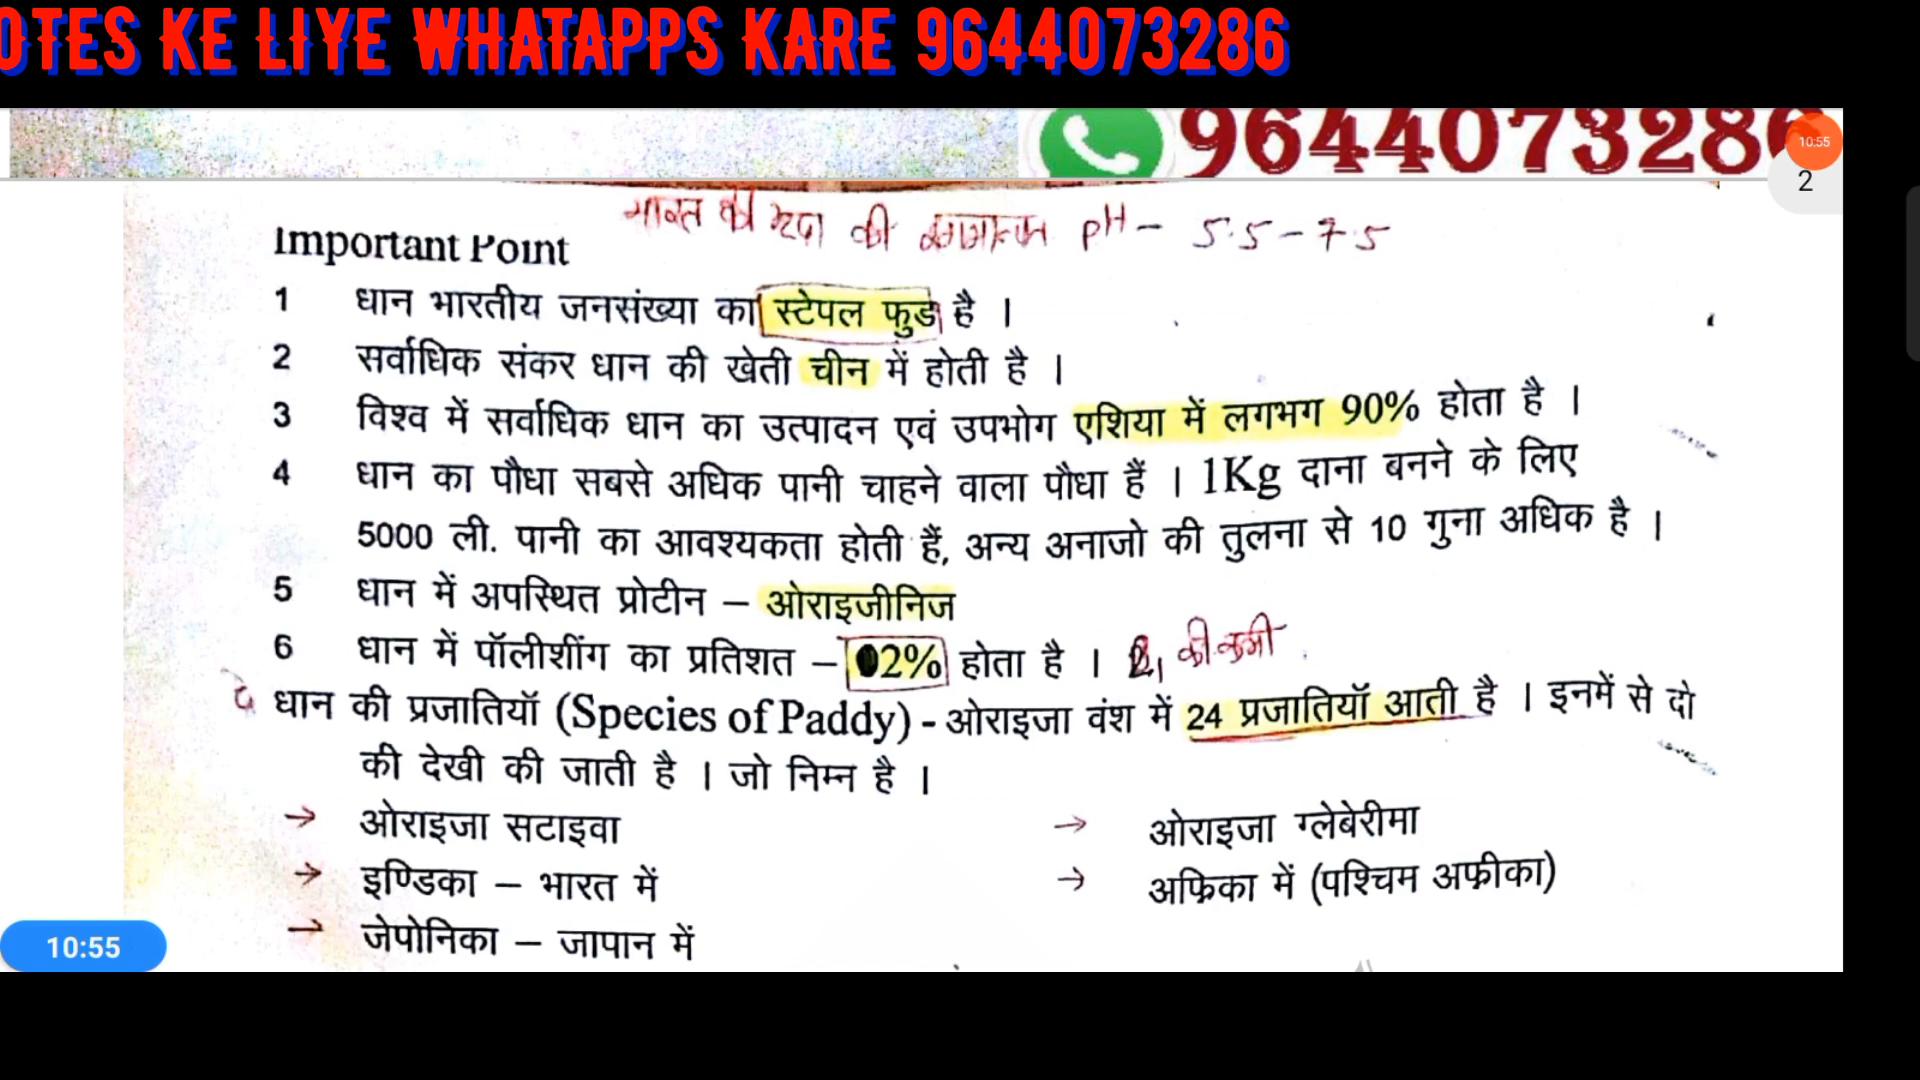 OTES KE LIYE WHATAPPS KARE 9644073286
9644073286
10:55
2
भारत की मृदा की सामान्य pH - 5.5 - 7.5
Important Point
1 धान भारतीय जनसंख्या का स्टेपल फुड है ।
2 सर्वाधिक संकर धान की खेती चीन में होती है ।
3 विश्व में सर्वाधिक धान का उत्पादन एवं उपभोग एशिया में लगभग 90% होता है ।
4 धान का पौधा सबसे अधिक पानी चाहने वाला पौधा हैं । 1Kg दाना बनने के लिए
5000 ली. पानी का आवश्यकता होती हैं, अन्य अनाजो की तुलना से 10 गुना अधिक है ।
5 धान में अपस्थित प्रोटीन – ओराइजीनिज
6 धान में पॉलीशींग का प्रतिशत – 02% होता है । B1 की कमी
धान की प्रजातियॉ (Species of Paddy) - ओराइजा वंश में 24 प्रजातियॉ आती है । इनमें से दो
की देखी की जाती है । जो निम्न है ।
→ ओराइजा सटाइवा → ओराइजा ग्लेबेरीमा
→ इण्डिका – भारत में → अफ्रिका में (पश्चिम अफ्रीका)
→ जेपोनिका – जापान में
10:55